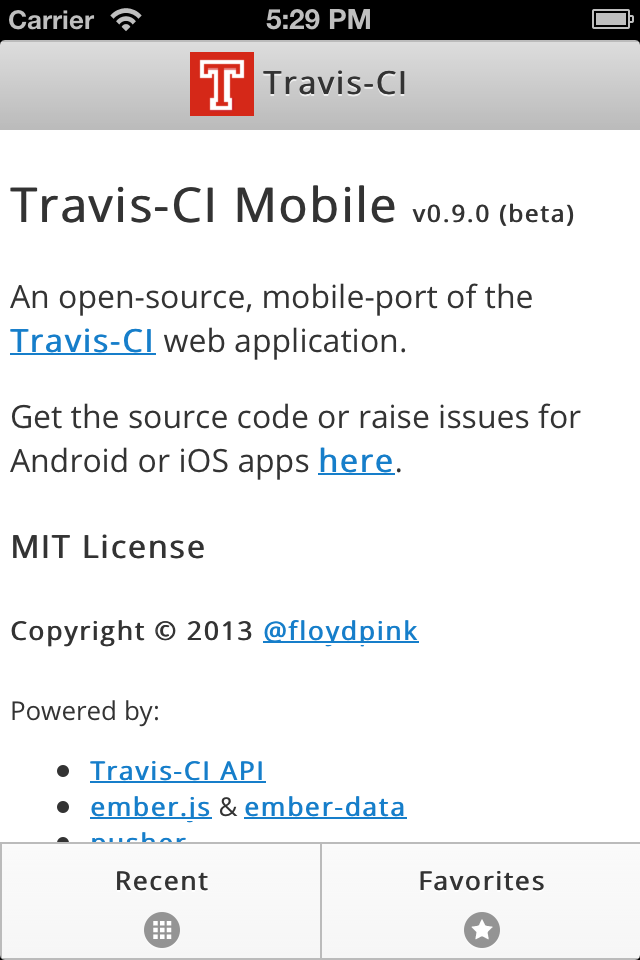 Carrier 5:29 PM
T Travis-CI
Travis-CI Mobile v0.9.0 (beta)
An open-source, mobile-port of the
Travis-CI web application.
Get the source code or raise issues for
Android or iOS apps here.
MIT License
Copyright © 2013 @floydpink
Powered by:
• Travis-CI API
• ember.js & ember-data
• pusher
Recent Favorites